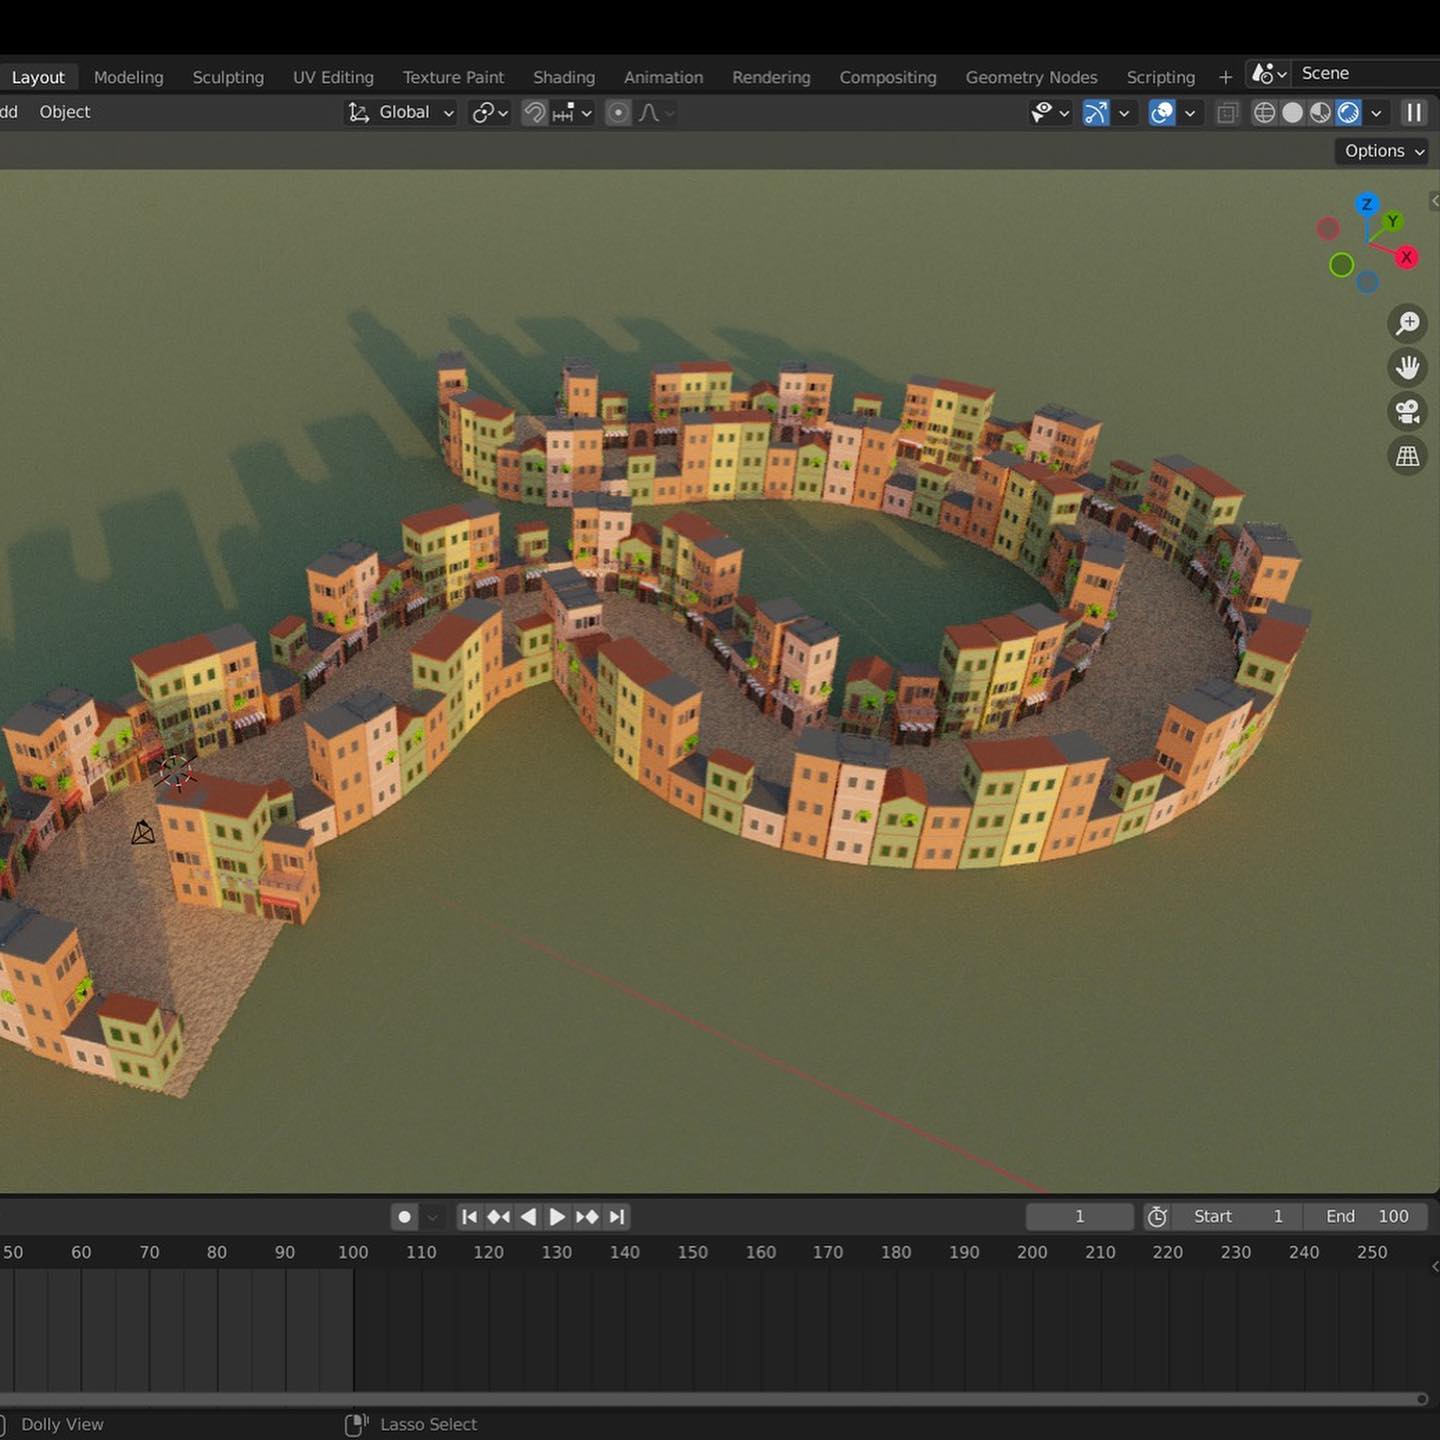 Layout Modeling Sculpting UV Editing Texture Paint Shading Animation Rendering Compositing Geometry Nodes Scripting + Scene
dd Object Global
Options
Z
Y
X
1 Start 1 End 100
50 60 70 80 90 100 110 120 130 140 150 160 170 180 190 200 210 220 230 240 250
Dolly View Lasso Select